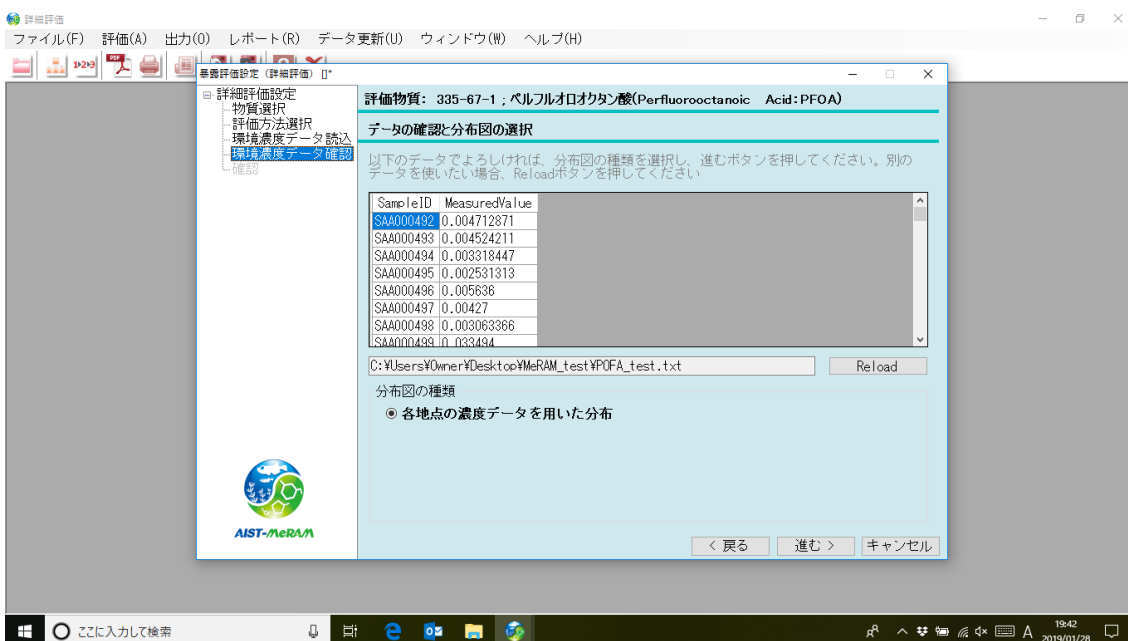 詳細評価
ファイル(F) 評価(A) 出力(O) レポート(R) データ更新(U) ウィンドウ(W) ヘルプ(H)
1>2>3 PDF
暴露評価設定（詳細評価） []*
詳細評価設定
物質選択
評価方法選択
環境濃度データ読込
環境濃度データ確認
確認
評価物質： 335-67-1；ペルフルオロオクタン酸(Perfluorooctanoic Acid:PFOA)
データの確認と分布図の選択
以下のデータでよろしければ、分布図の種類を選択し、進むボタンを押してください。別の
データを使いたい場合、Reloadボタンを押してください
SampleID MeasuredValue
SAA000492 0.004712871
SAA000493 0.004524211
SAA000494 0.003318447
SAA000495 0.002531313
SAA000496 0.005636
SAA000497 0.00427
SAA000498 0.003063366
SAA000499 0.033494
C:¥Users¥Owner¥Desktop¥MeRAM_test¥POFA_test.txt Reload
分布図の種類
各地点の濃度データを用いた分布
AIST-MeRAM
< 戻る 進む > キャンセル
ここに入力して検索
A 19:42
2019/01/28